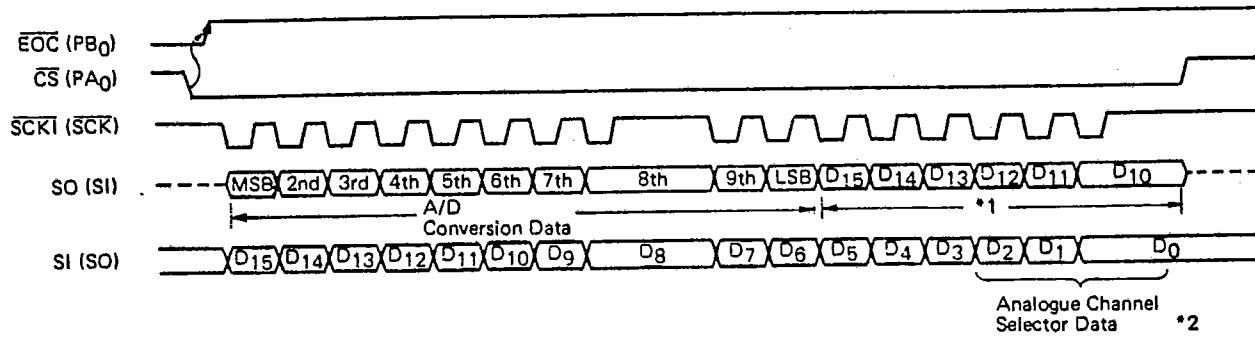 EOC (PB0)
CS (PA0)
SCKI (SCK)
SO (SI)
MSB 2nd 3rd 4th 5th 6th 7th 8th 9th LSB D15 D14 D13 D12 D11 D10
A/D
Conversion Data
*1
SI (SO)
D15 D14 D13 D12 D11 D10 D9 D8 D7 D6 D5 D4 D3 D2 D1 D0
Analogue Channel
Selector Data *2